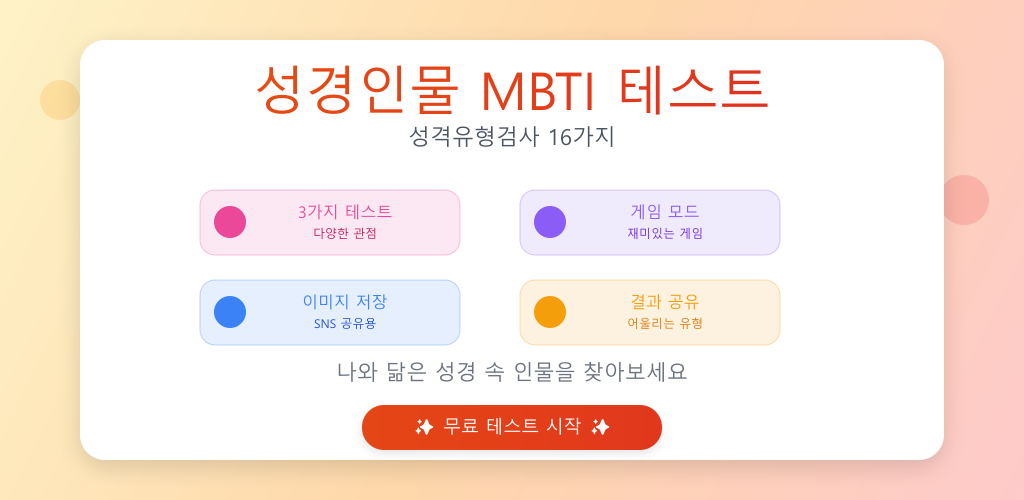 성경인물 MBTI 테스트
성격유형검사 16가지
3가지 테스트
다양한 관점
게임 모드
재미있는 게임
이미지 저장
SNS 공유용
결과 공유
어울리는 유형
나와 닮은 성경 속 인물을 찾아보세요
✨ 무료 테스트 시작 ✨